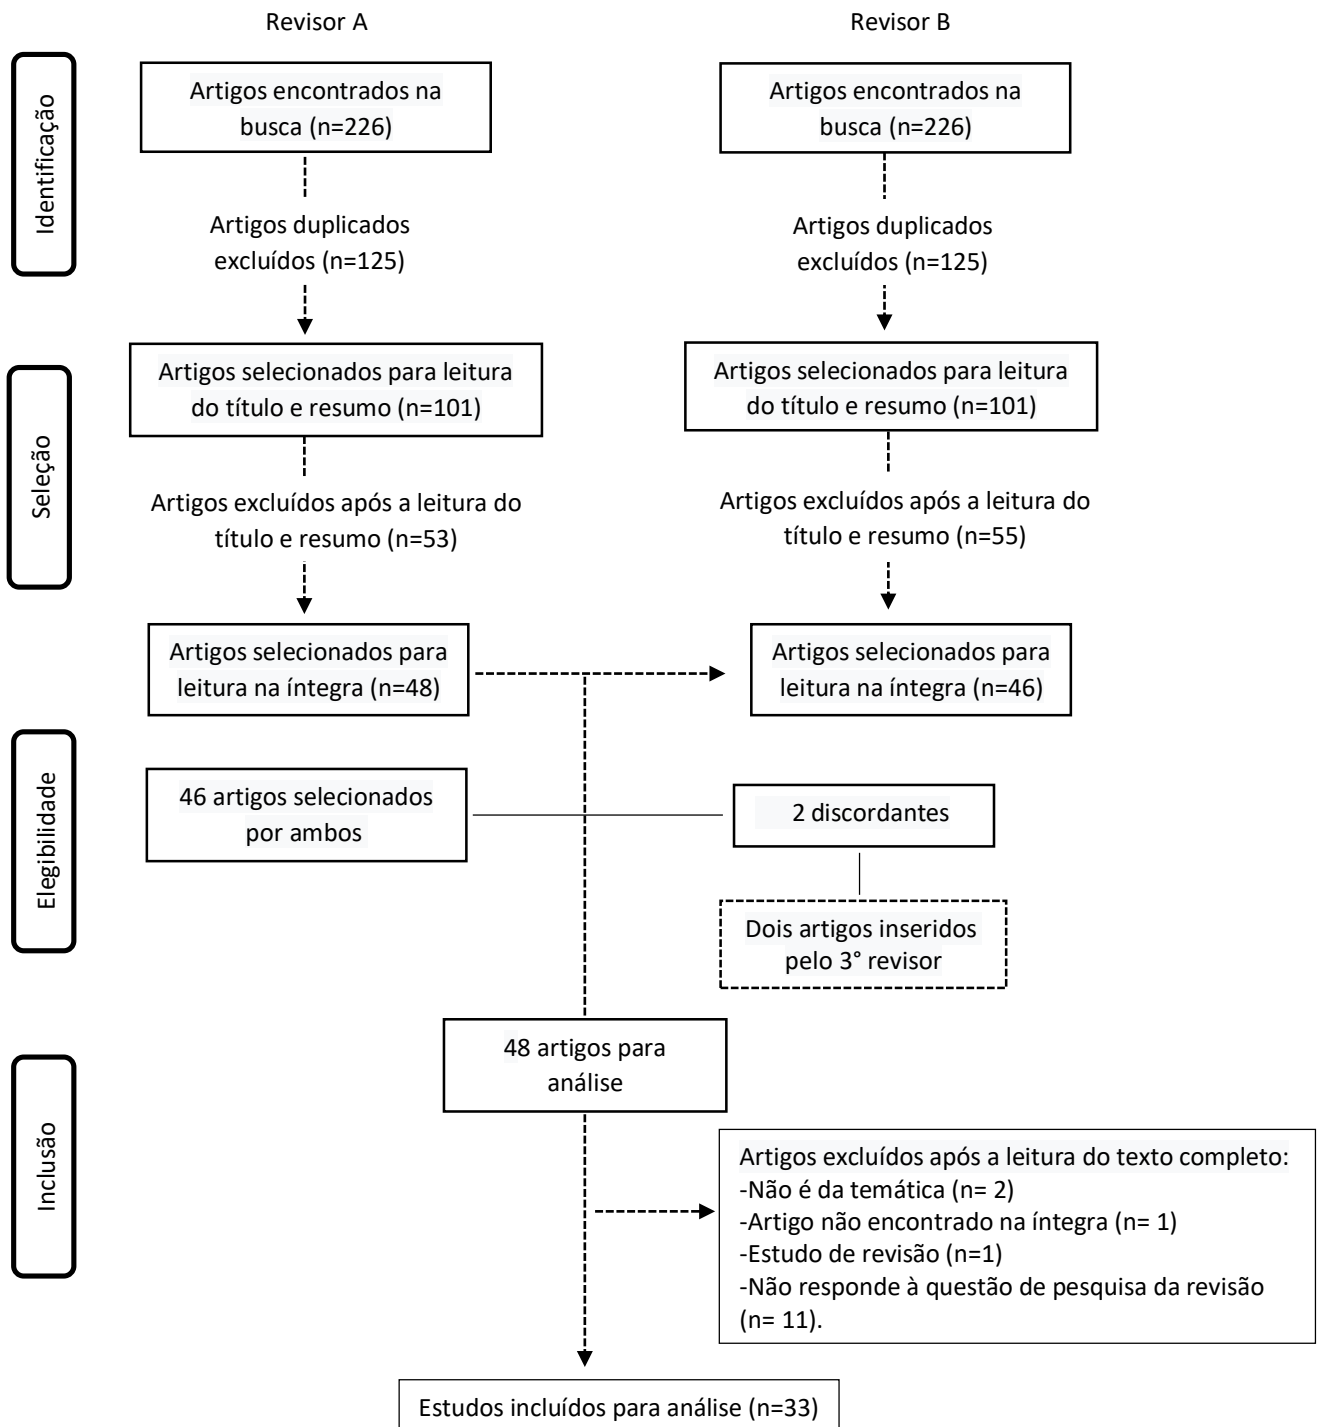 Revisor A
Revisor B
Identificação
Artigos encontrados na
busca (n=226)
Artigos encontrados na
busca (n=226)
Artigos duplicados
excluídos (n=125)
Artigos duplicados
excluídos (n=125)
Seleção
Artigos selecionados para leitura
do título e resumo (n=101)
Artigos selecionados para leitura
do título e resumo (n=101)
Artigos excluídos após a leitura do
título e resumo (n=53)
Artigos excluídos após a leitura do
título e resumo (n=55)
Artigos selecionados para
leitura na íntegra (n=48)
Artigos selecionados para
leitura na íntegra (n=46)
Elegibilidade
46 artigos selecionados
por ambos
2 discordantes
Dois artigos inseridos
pelo 3° revisor
48 artigos para
análise
Inclusão
Artigos excluídos após a leitura do texto completo:
-Não é da temática (n= 2)
-Artigo não encontrado na íntegra (n= 1)
-Estudo de revisão (n=1)
-Não responde à questão de pesquisa da revisão
(n= 11).
Estudos incluídos para análise (n=33)